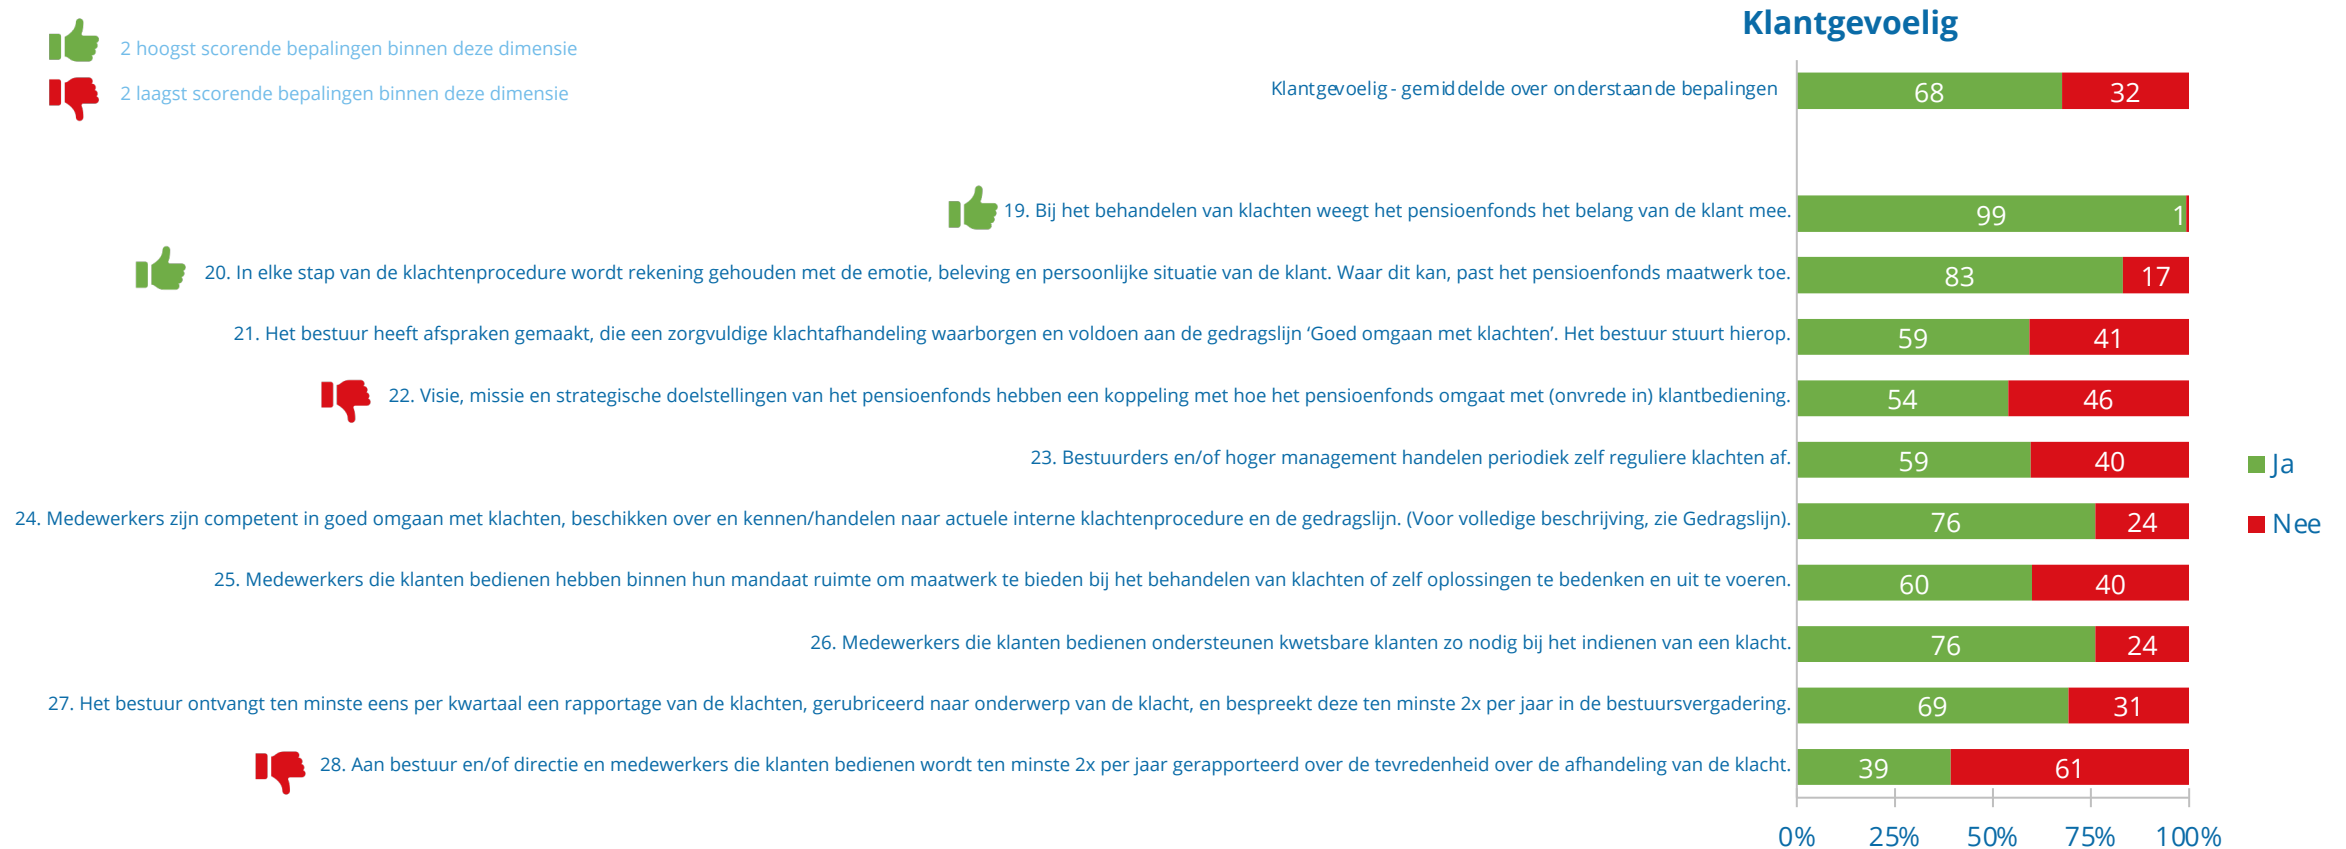 Klantgevoelig
2 hoogst scorende bepalingen binnen deze dimensie
2 laagst scorende bepalingen binnen deze dimensie
Klantgevoelig - gemiddelde over onderstaande bepalingen 68 32
19. Bij het behandelen van klachten weegt het pensioenfonds het belang van de klant mee. 99 1
20. In elke stap van de klachtenprocedure wordt rekening gehouden met de emotie, beleving en persoonlijke situatie van de klant. Waar dit kan, past het pensioenfonds maatwerk toe. 83 17
21. Het bestuur heeft afspraken gemaakt, die een zorgvuldige klachtafhandeling waarborgen en voldoen aan de gedragslijn ‘Goed omgaan met klachten’. Het bestuur stuurt hierop. 59 41
22. Visie, missie en strategische doelstellingen van het pensioenfonds hebben een koppeling met hoe het pensioenfonds omgaat met (onvrede in) klantbediening. 54 46
23. Bestuurders en/of hoger management handelen periodiek zelf reguliere klachten af. 59 40
24. Medewerkers zijn competent in goed omgaan met klachten, beschikken over en kennen/handelen naar actuele interne klachtenprocedure en de gedragslijn. (Voor volledige beschrijving, zie Gedragslijn). 76 24
25. Medewerkers die klanten bedienen hebben binnen hun mandaat ruimte om maatwerk te bieden bij het behandelen van klachten of zelf oplossingen te bedenken en uit te voeren. 60 40
26. Medewerkers die klanten bedienen ondersteunen kwetsbare klanten zo nodig bij het indienen van een klacht. 76 24
27. Het bestuur ontvangt ten minste eens per kwartaal een rapportage van de klachten, gerubriceerd naar onderwerp van de klacht, en bespreekt deze ten minste 2x per jaar in de bestuursvergadering. 69 31
28. Aan bestuur en/of directie en medewerkers die klanten bedienen wordt ten minste 2x per jaar gerapporteerd over de tevredenheid over de afhandeling van de klacht. 39 61
0% 25% 50% 75% 100%
Ja
Nee